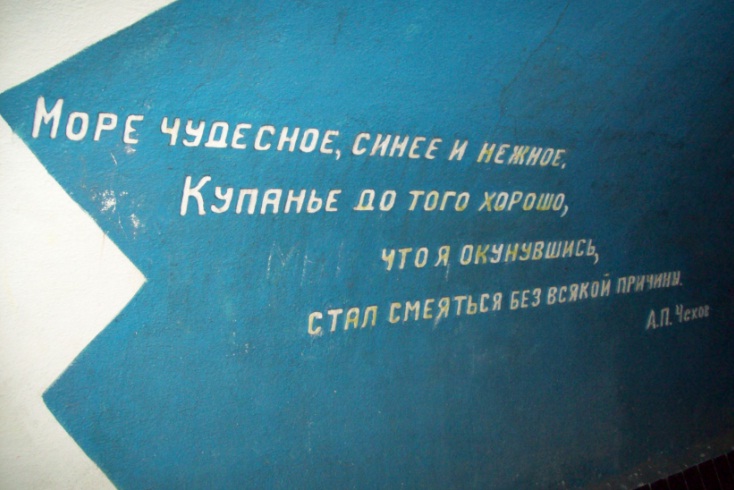 Море чудесное, синее и нежное.
Купанье до того хорошо,
что я окунувшись,
стал смеяться без всякой причины.
А.П. Чехов